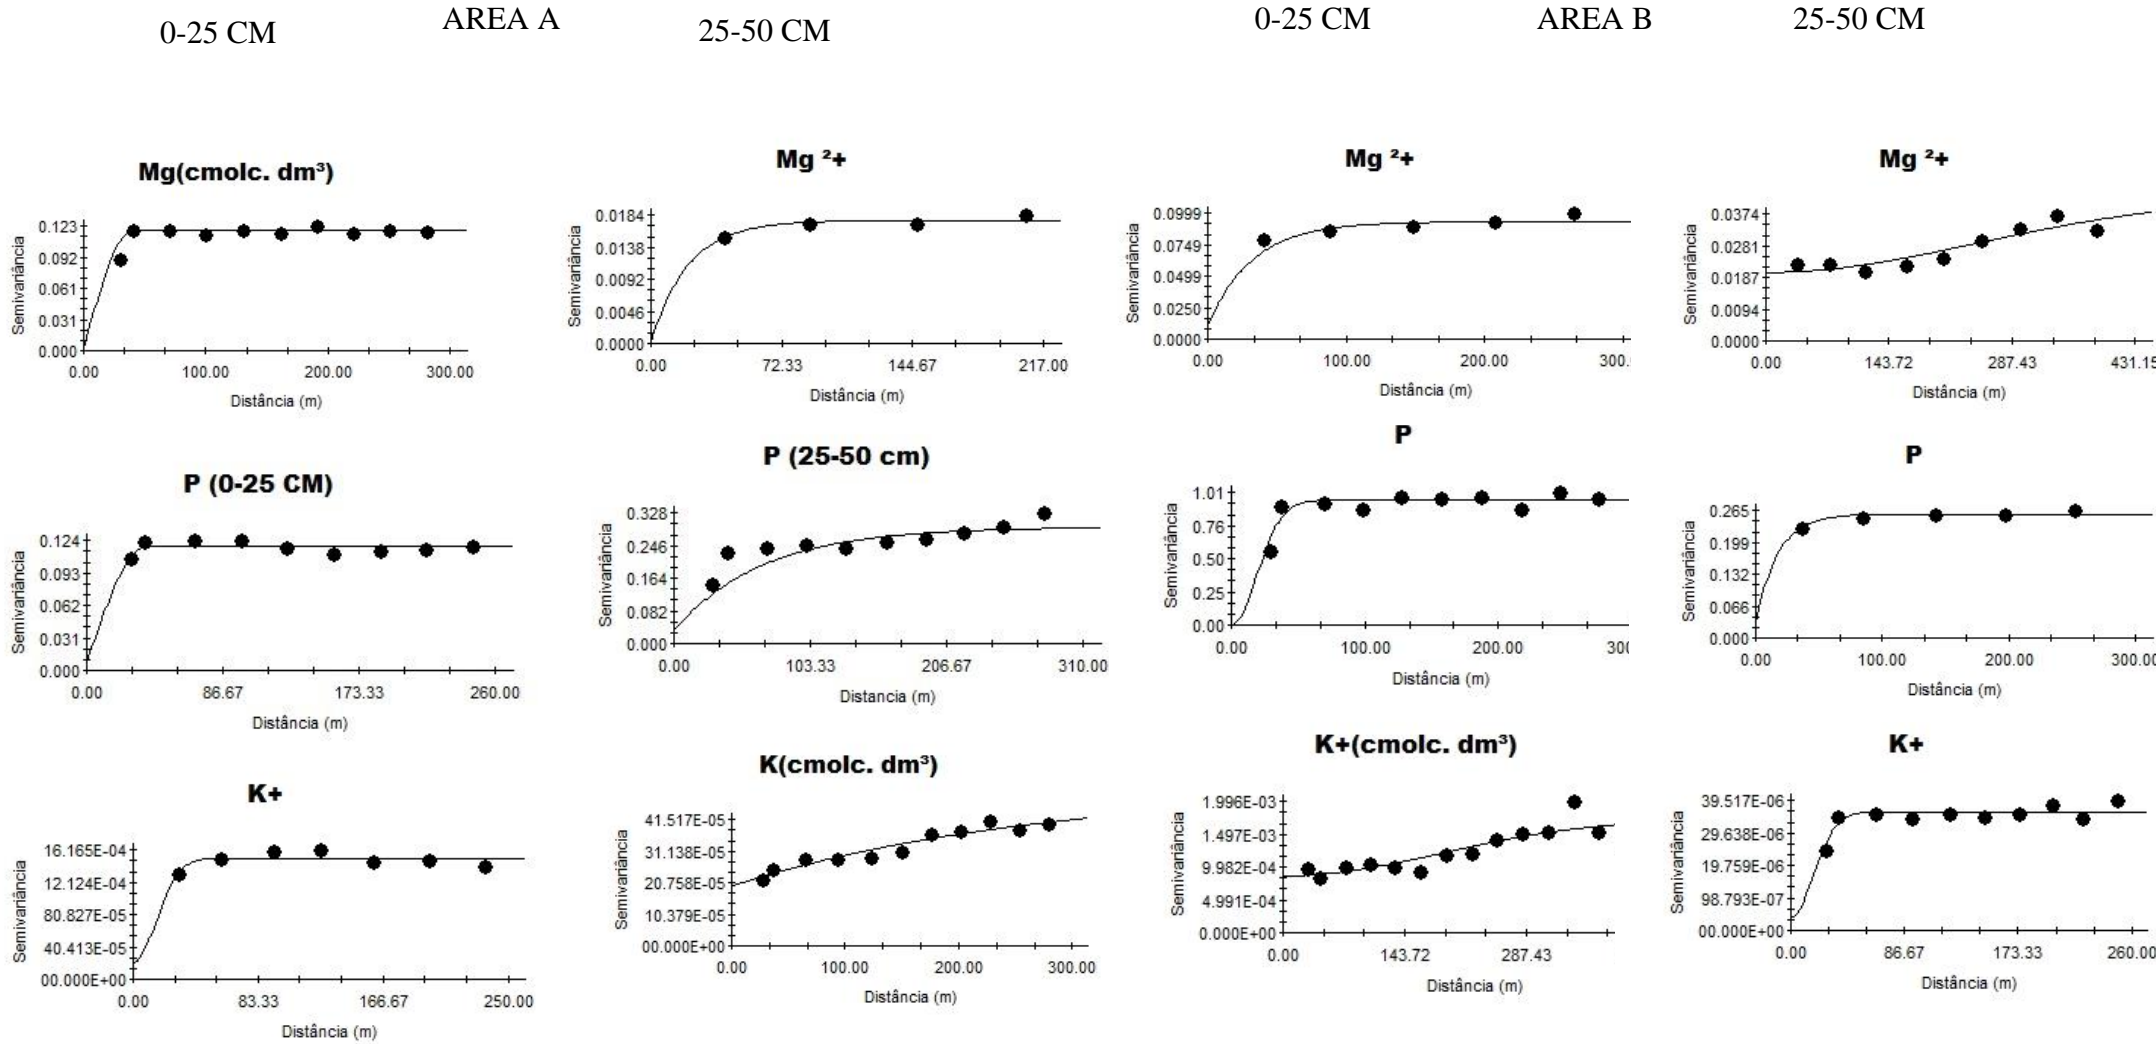 0-25 CM
AREA A
25-50 CM
0-25 CM
AREA B
25-50 CM
Mg(cmolc. dm³)
Semivariância
0.123
0.092
0.061
0.031
0.000
0.00 100.00 200.00 300.00
Distância (m)
Mg ²+
Semivariância
0.0184
0.0138
0.0092
0.0046
0.0000
0.00 72.33 144.67 217.00
Distância (m)
Mg ²+
Semivariância
0.0999
0.0749
0.0499
0.0250
0.0000
0.00 100.00 200.00 300.
Distância (m)
Mg ²+
Semivariância
0.0374
0.0281
0.0187
0.0094
0.0000
0.00 143.72 287.43 431.15
Distância (m)
P (0-25 CM)
Semivariância
0.124
0.093
0.062
0.031
0.000
0.00 86.67 173.33 260.00
Distância (m)
P (25-50 cm)
Semivariância
0.328
0.246
0.164
0.082
0.000
0.00 103.33 206.67 310.00
Distancia (m)
P
Semivariância
1.01
0.76
0.50
0.25
0.00
0.00 100.00 200.00 300
Distância (m)
P
Semivariância
0.265
0.199
0.132
0.066
0.000
0.00 100.00 200.00 300.00
Distância (m)
K+
Semivariância
16.165E-04
12.124E-04
80.827E-05
40.413E-05
00.000E+00
0.00 83.33 166.67 250.00
Distância (m)
K(cmolc. dm³)
Semivariância
41.517E-05
31.138E-05
20.758E-05
10.379E-05
00.000E+00
0.00 100.00 200.00 300.00
Distância (m)
K+(cmolc. dm³)
Semivariância
1.996E-03
1.497E-03
9.982E-04
4.991E-04
0.000E+00
0.00 143.72 287.43
Distância (m)
K+
Semivariância
39.517E-06
29.638E-06
19.759E-06
98.793E-07
00.000E+00
0.00 86.67 173.33 260.00
Distância (m)